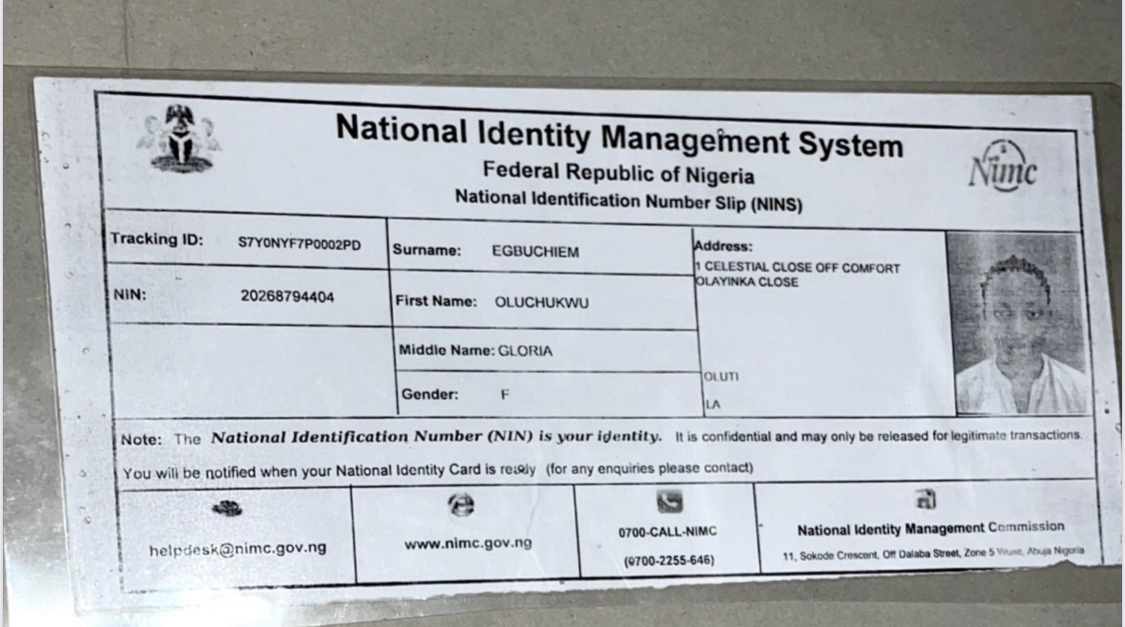 National Identity Management System
Federal Republic of Nigeria
National Identification Number Slip (NINS)
Nimc
Tracking ID: S7Y0NYF7P0002PD
NIN: 20268794404
Surname: EGBUCHIEM
First Name: OLUCHUKWU
Middle Name: GLORIA
Gender: F
Address:
1 CELESTIAL CLOSE OFF COMFORT
OLAYINKA CLOSE
OLUTI
LA
Note: The National Identification Number (NIN) is your identity. It is confidential and may only be released for legitimate transactions.
You will be notified when your National Identity Card is ready (for any enquiries please contact)
helpdesk@nimc.gov.ng
www.nimc.gov.ng
0700-CALL-NIMC
(0700-2255-646)
National Identity Management Commission
11, Sokode Crescent, Off Dalaba Street, Zone 5 Wuse, Abuja Nigeria